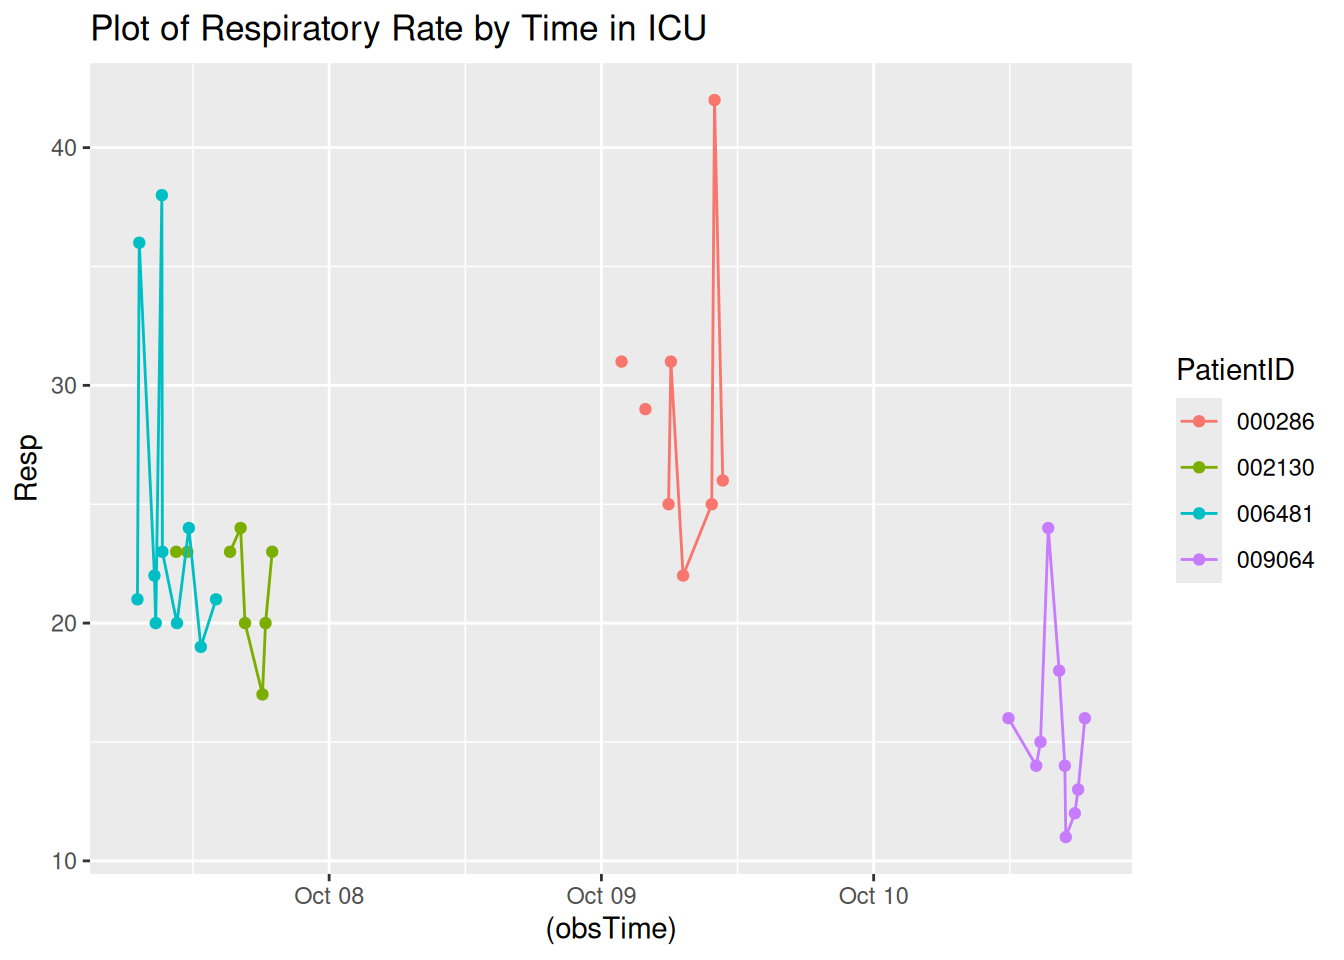 Plot of Respiratory Rate by Time in ICU
Resp
40
30
20
10
Oct 08
Oct 09
Oct 10
(obsTime)
PatientID
000286
002130
006481
009064